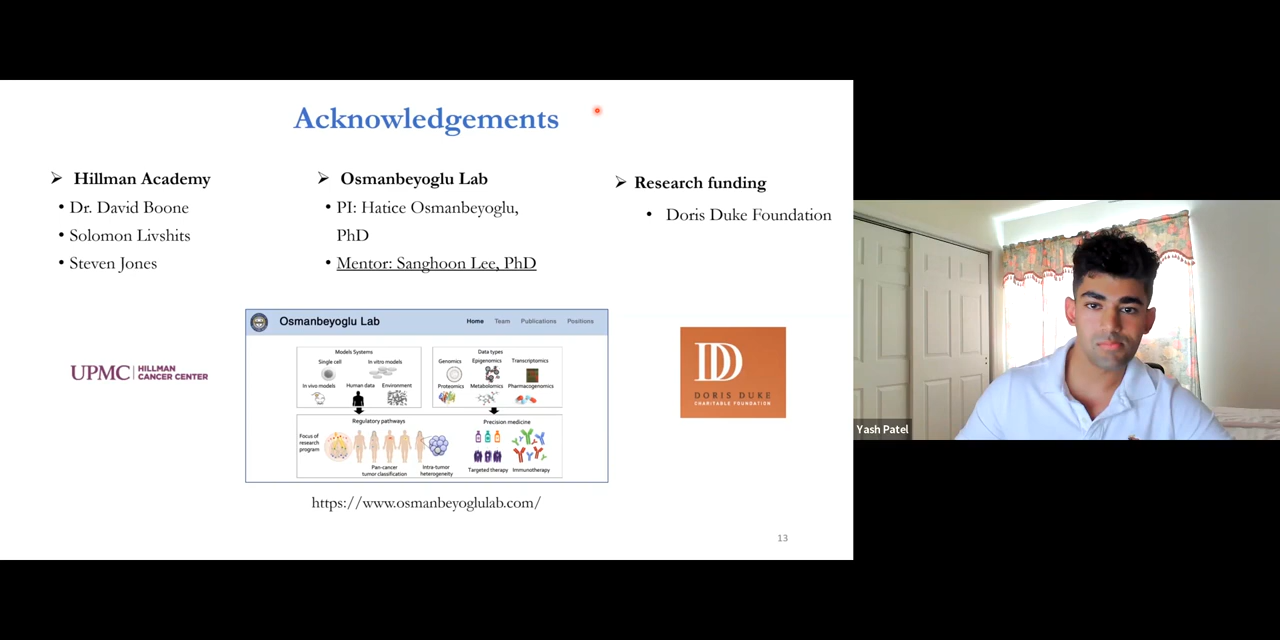 Acknowledgements
➢ Hillman Academy
• Dr. David Boone
• Solomon Livshits
• Steven Jones
➢ Osmanbeyoglu Lab
• PI: Hatice Osmanbeyoglu,
PhD
• Mentor: Sanghoon Lee, PhD
➢ Research funding
• Doris Duke Foundation
UPMC | HILLMAN
CANCER CENTER
Osmanbeyoglu Lab
Home Team Publications Positions
Models Systems
Single cell In vitro models
In vivo models Human data Environment
Data types
Genomics Epigenomics Transcriptomics
Proteomics Metabolomics Pharmacogenomics
Regulatory pathways
Focus of
research
program
Pan-cancer
tumor classification
Intra-tumor
heterogeneity
Precision medicine
Targeted therapy Immunotherapy
DD
DORIS DUKE
CHARITABLE FOUNDATION
https://www.osmanbeyoglulab.com/
13
Yash Patel